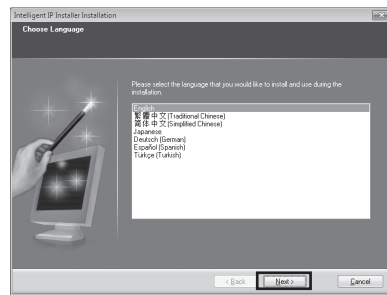 Intelligent IP Installer Installation
Choose Language
Please select the language that you would like to install and use during the
installation.
English
繁體中文(Traditional Chinese)
简体中文(Simplified Chinese)
Japanese
Deutsch (German)
Español (Spanish)
Türkçe (Turkish)
< Back
Next >
Cancel